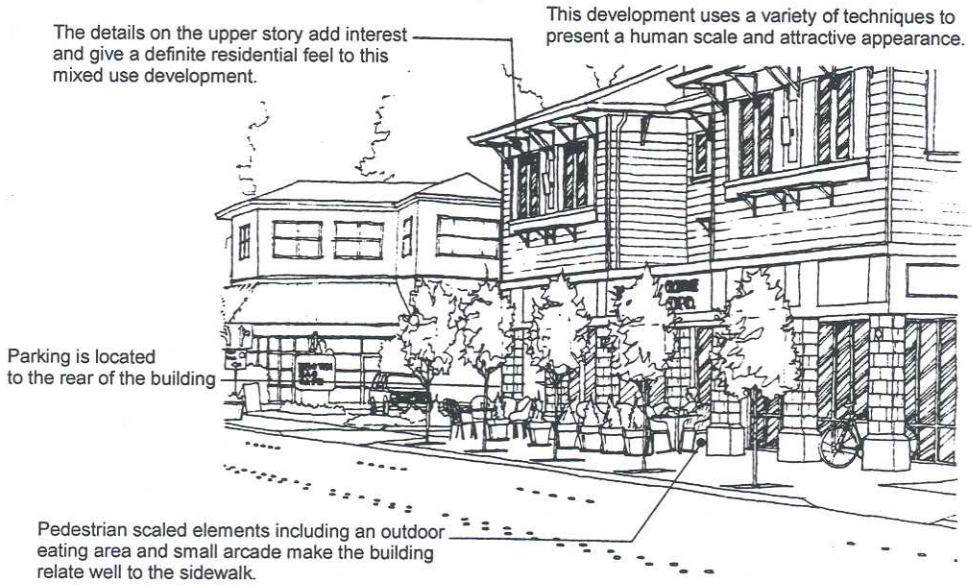 This development uses a variety of techniques to
present a human scale and attractive appearance.
The details on the upper story add interest
and give a definite residential feel to this
mixed use development.
Parking is located
to the rear of the building
Pedestrian scaled elements including an outdoor
eating area and small arcade make the building
relate well to the sidewalk.